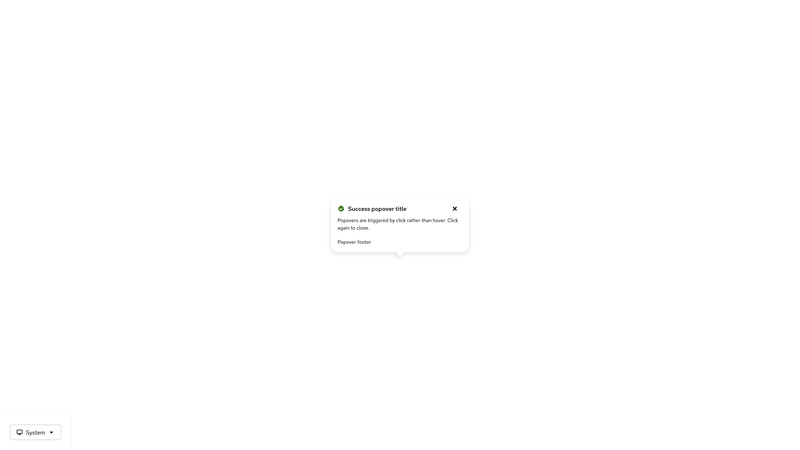 Success popover title
Popovers are triggered by click rather than hover. Click
again to close.
Popover footer
System